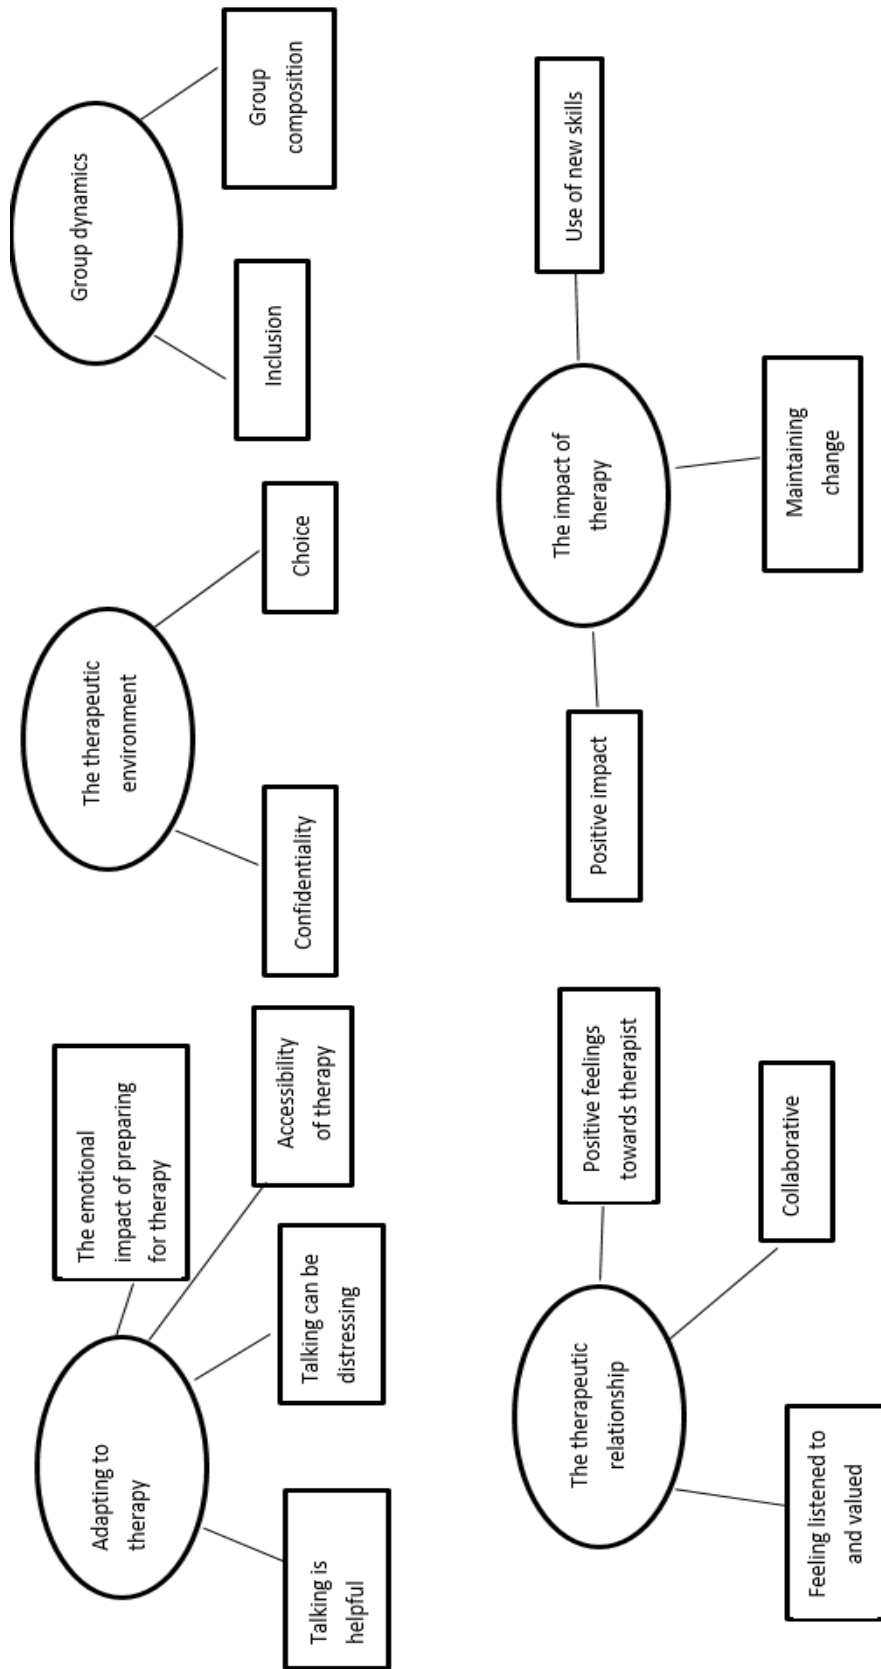 Adapting to
therapy
The emotional
impact of preparing
for therapy
Accessibility
of therapy
Talking can be
distressing
Talking is
helpful
The therapeutic
environment
Confidentiality
Choice
Group dynamics
Inclusion
Group
composition
The therapeutic
relationship
Positive feelings
towards therapist
Collaborative
Feeling listened to
and valued
The impact of
therapy
Positive impact
Maintaining
change
Use of new skills